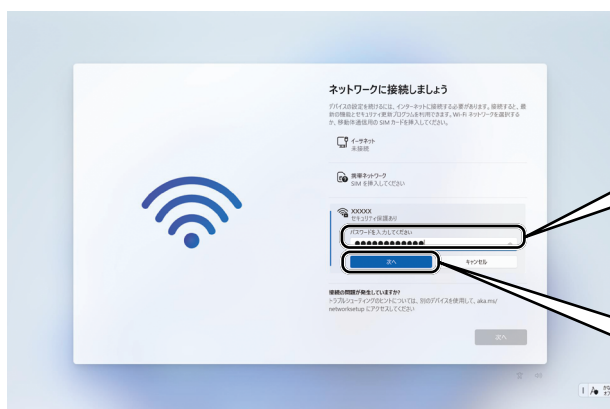 ネットワークに接続しましょう
デバイスの設定を続けるには、インターネットに接続する必要があります。接続すると、最
新の機能とセキュリティ更新プログラムを利用できます。Wi-Fi ネットワークを選択する
か、移動体通信用の SIM カードを挿入してください。
イーサネット
未接続
携帯ネットワーク
SIM を挿入してください
XXXXX
セキュリティ保護あり
パスワードを入力してください
●●●●●●●●●●●●
次へ
キャンセル
接続の問題が発生していますか?
トラブルシューティングのヒントについては、別のデバイスを使用して、aka.ms/
networksetup にアクセスしてください
次へ